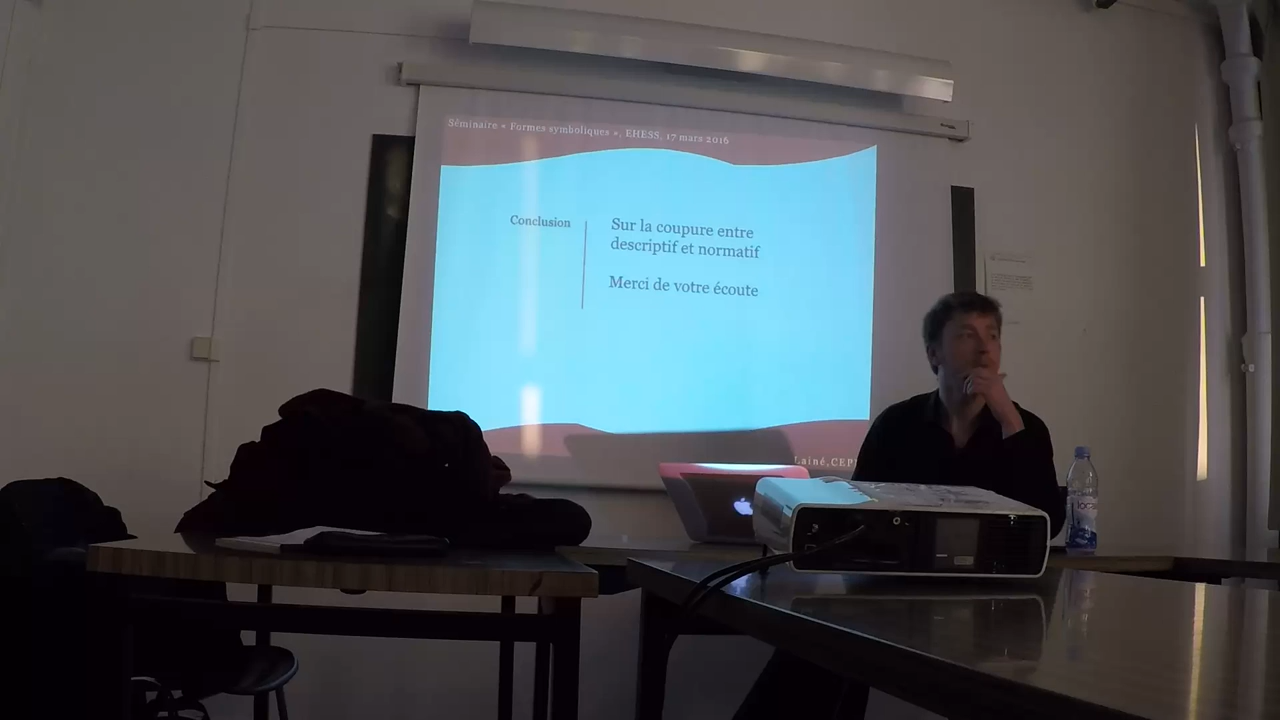 Séminaire « Formes symboliques », EHESS, 17 mars 2016
Conclusion
Sur la coupure entre
descriptif et normatif
Merci de votre écoute
Lainé, CEP